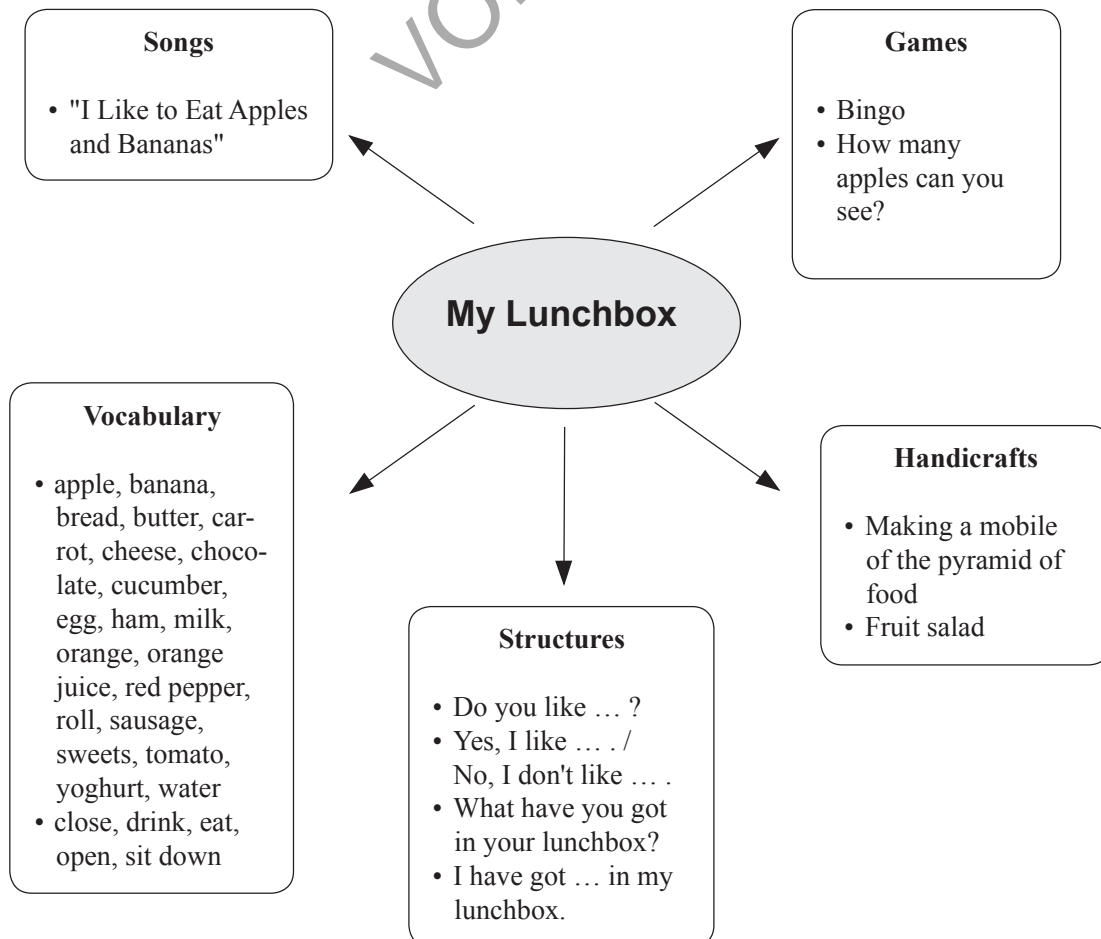 Songs
• "I Like to Eat Apples
and Bananas"
Games
• Bingo
• How many
apples can you
see?
My Lunchbox
Vocabulary
• apple, banana,
bread, butter, car-
rot, cheese, choco-
late, cucumber,
egg, ham, milk,
orange, orange
juice, red pepper,
roll, sausage,
sweets, tomato,
yoghurt, water
• close, drink, eat,
open, sit down
Structures
• Do you like … ?
• Yes, I like … . /
No, I don't like … .
• What have you got
in your lunchbox?
• I have got … in my
lunchbox.
Handicrafts
• Making a mobile
of the pyramid of
food
• Fruit salad